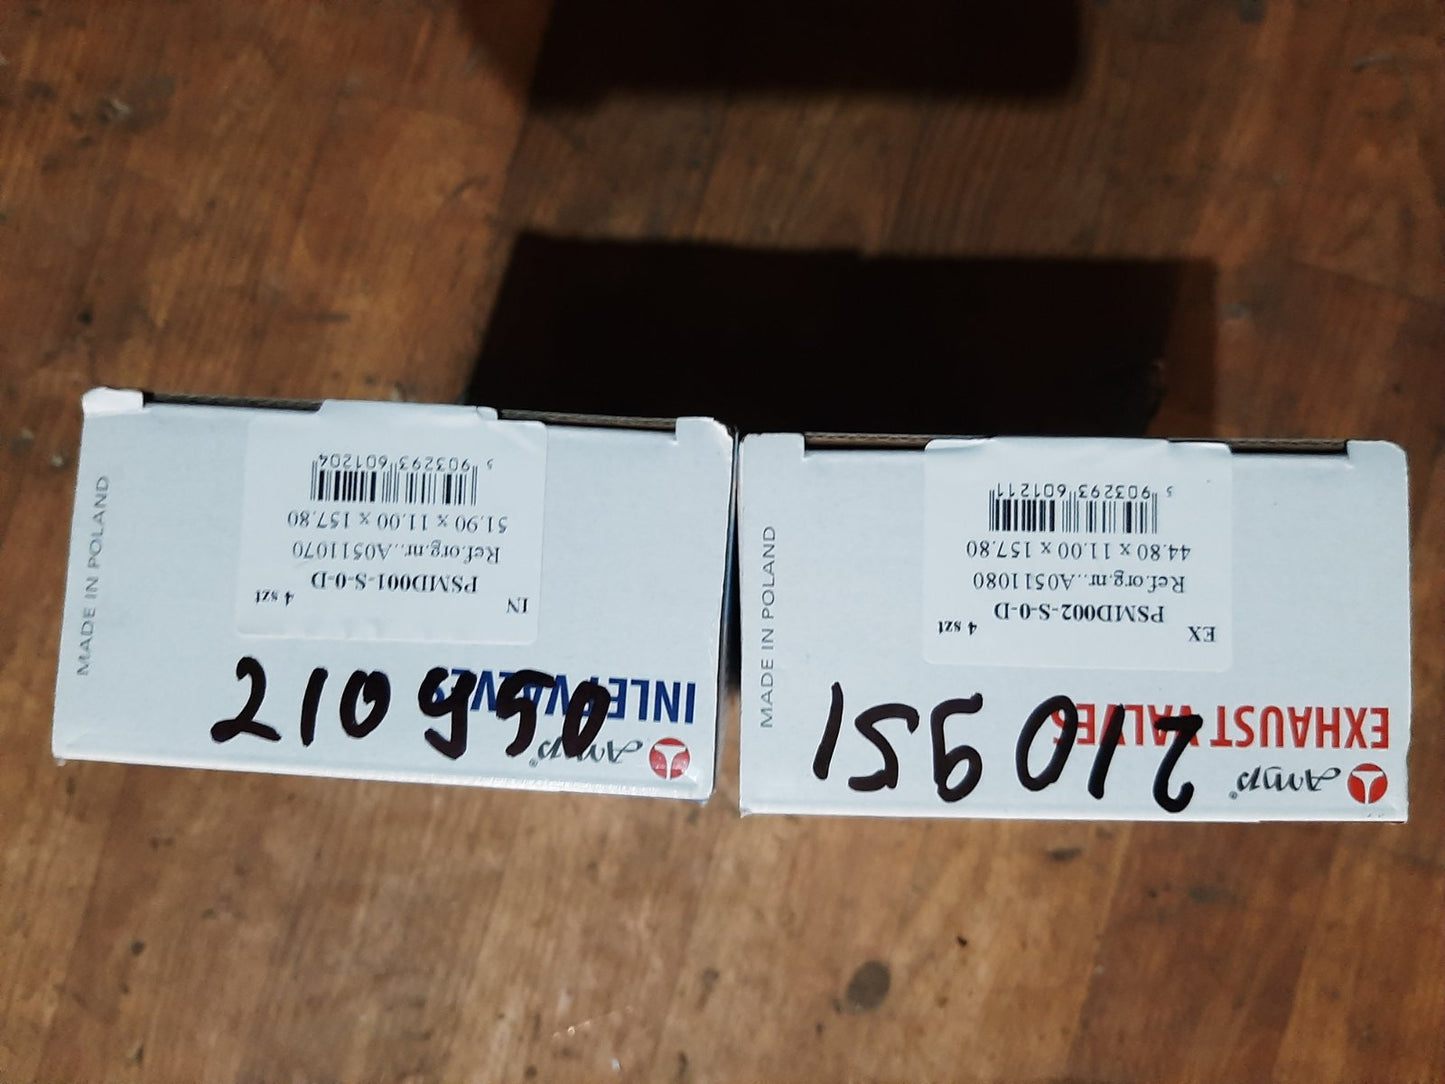 Amp®
INLET VALVES
210950
IN
4 szt
PSMD001-S-0-D
Ref.org.nr...A0511070
51.90 x 11.00 x 157.80
5 903293 601204
MADE IN POLAND
Amp®
EXHAUST VALVES
210951
EX
4 szt
PSMD002-S-0-D
Ref.org.nr...A0511080
44.80 x 11.00 x 157.80
5 903293 601211
MADE IN POLAND